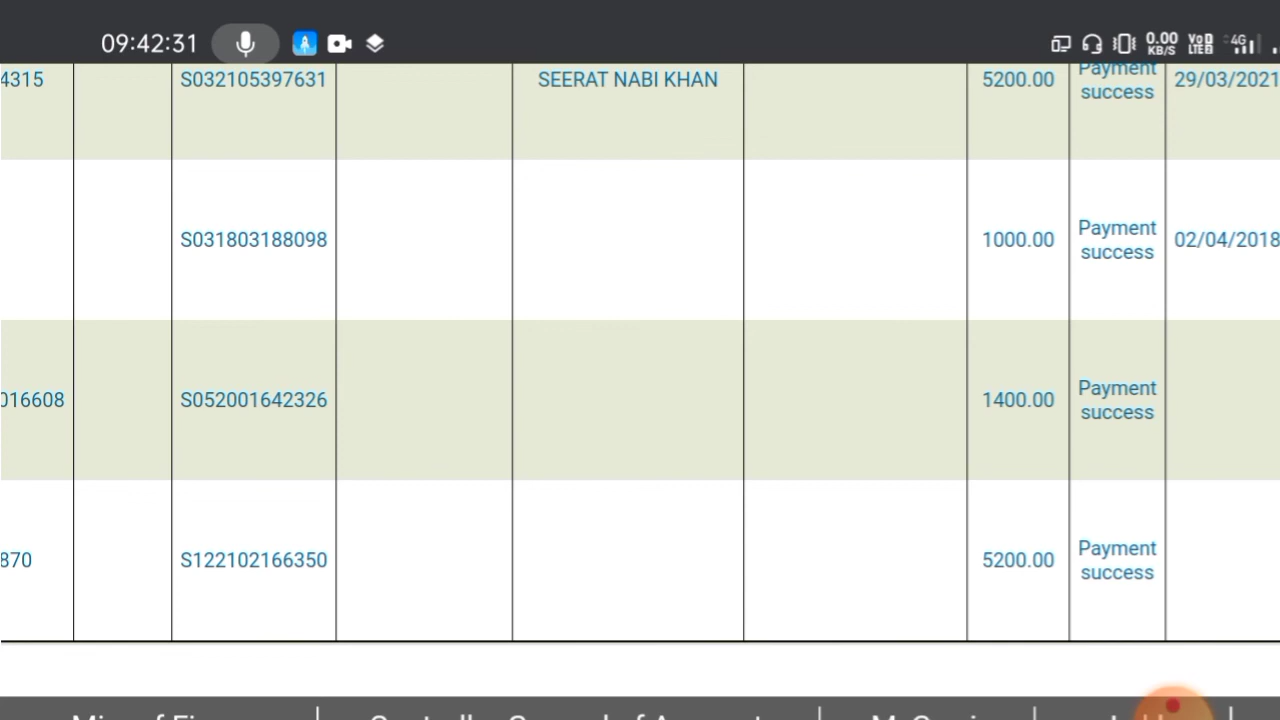 09:42:31 0.00 KB/S VoD LTE2 4G
4315 S032105397631 SEERAT NABI KHAN 5200.00 Payment success 29/03/2021
S031803188098 1000.00 Payment success 02/04/2018
016608 S052001642326 1400.00 Payment success
870 S122102166350 5200.00 Payment success